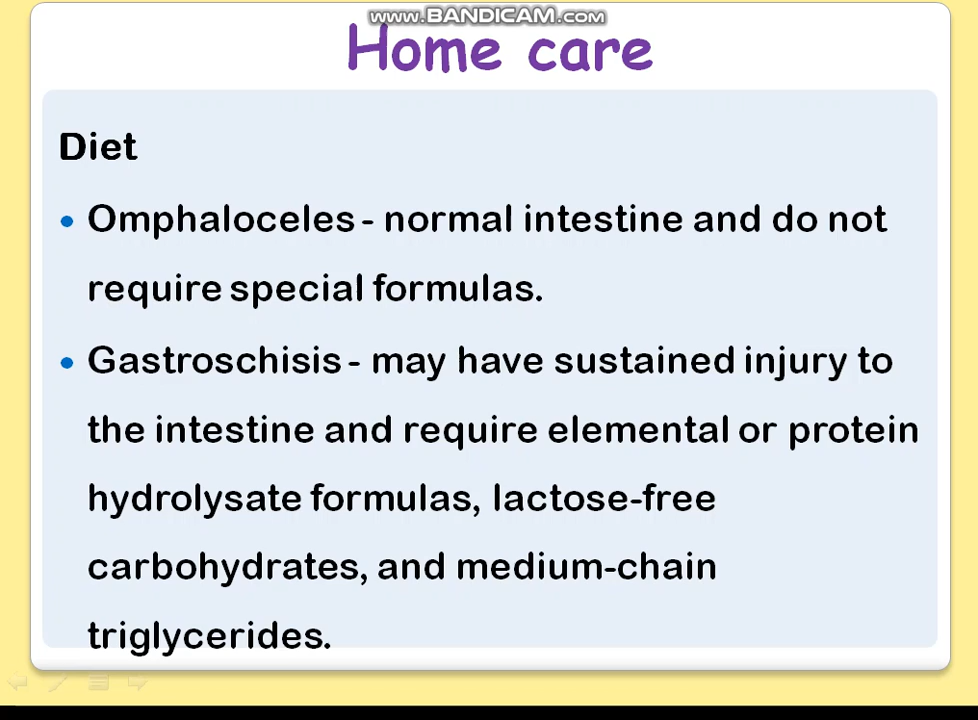 www.BANDICAM.com
Home care
Diet
• Omphaloceles - normal intestine and do not
require special formulas.
• Gastroschisis - may have sustained injury to
the intestine and require elemental or protein
hydrolysate formulas, lactose-free
carbohydrates, and medium-chain
triglycerides.